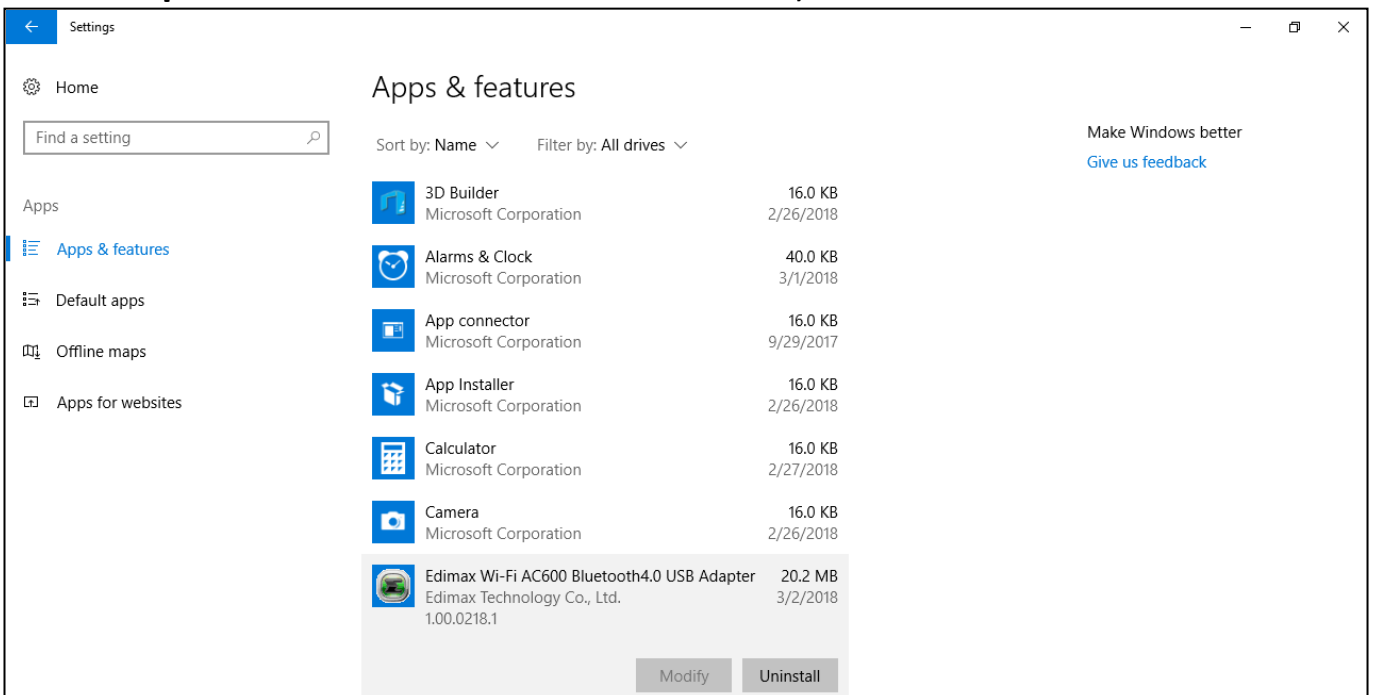 Settings
Home
Find a setting
Apps
Apps & features
Default apps
Offline maps
Apps for websites
Apps & features
Sort by: Name Filter by: All drives
3D Builder 16.0 KB
Microsoft Corporation 2/26/2018
Alarms & Clock 40.0 KB
Microsoft Corporation 3/1/2018
App connector 16.0 KB
Microsoft Corporation 9/29/2017
App Installer 16.0 KB
Microsoft Corporation 2/26/2018
Calculator 16.0 KB
Microsoft Corporation 2/27/2018
Camera 16.0 KB
Microsoft Corporation 2/26/2018
Edimax Wi-Fi AC600 Bluetooth4.0 USB Adapter 20.2 MB
Edimax Technology Co., Ltd. 3/2/2018
1.00.0218.1
Modify Uninstall
Make Windows better
Give us feedback